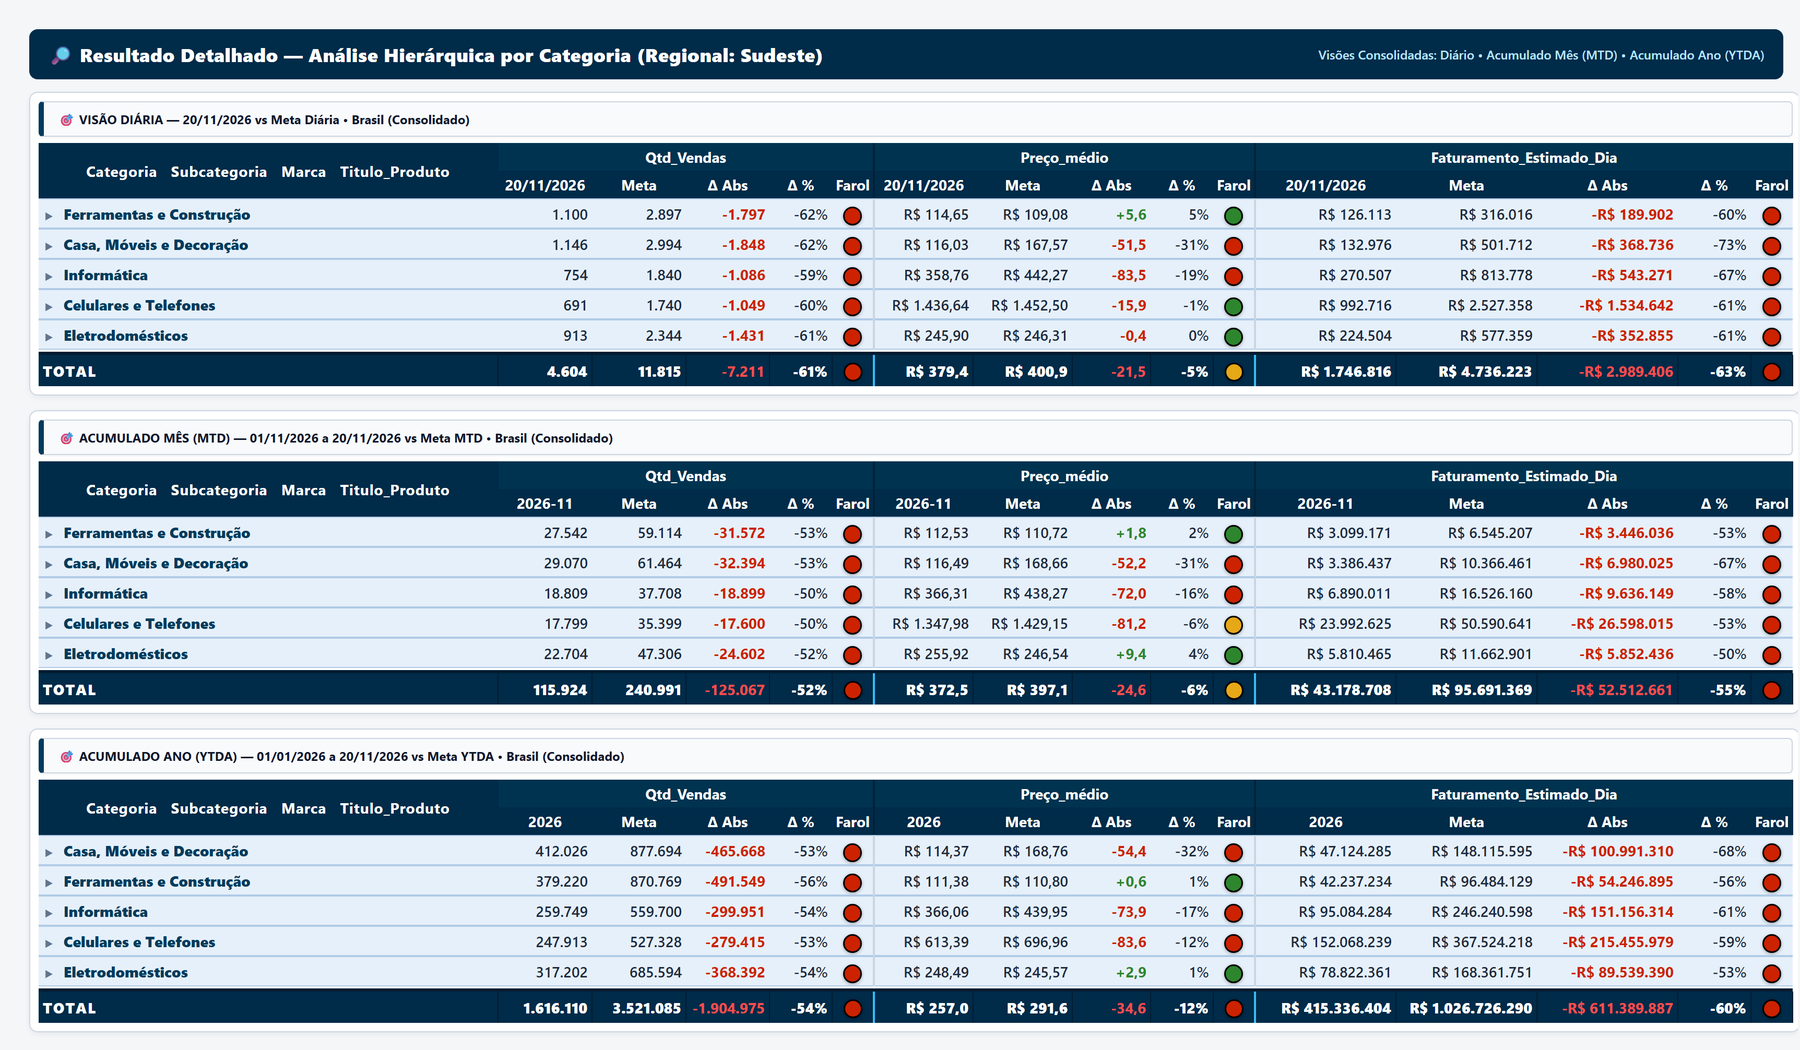 Resultado Detalhado — Análise Hierárquica por Categoria (Regional: Sudeste)
Visões Consolidadas: Diário • Acumulado Mês (MTD) • Acumulado Ano (YTDA)
VISÃO DIÁRIA — 20/11/2026 vs Meta Diária • Brasil (Consolidado)
Categoria Subcategoria Marca Titulo_Produto
Qtd_Vendas Preço_médio Faturamento_Estimado_Dia
20/11/2026 Meta Δ Abs Δ % Farol 20/11/2026 Meta Δ Abs Δ % Farol 20/11/2026 Meta Δ Abs Δ % Farol
Ferramentas e Construção 1.100 2.897 -1.797 -62% R$ 114,65 R$ 109,08 +5,6 5% R$ 126.113 R$ 316.016 -R$ 189.902 -60%
Casa, Móveis e Decoração 1.146 2.994 -1.848 -62% R$ 116,03 R$ 167,57 -51,5 -31% R$ 132.976 R$ 501.712 -R$ 368.736 -73%
Informática 754 1.840 -1.086 -59% R$ 358,76 R$ 442,27 -83,5 -19% R$ 270.507 R$ 813.778 -R$ 543.271 -67%
Celulares e Telefones 691 1.740 -1.049 -60% R$ 1.436,64 R$ 1.452,50 -15,9 -1% R$ 992.716 R$ 2.527.358 -R$ 1.534.642 -61%
Eletrodomésticos 913 2.344 -1.431 -61% R$ 245,90 R$ 246,31 -0,4 0% R$ 224.504 R$ 577.359 -R$ 352.855 -61%
TOTAL 4.604 11.815 -7.211 -61% R$ 379,4 R$ 400,9 -21,5 -5% R$ 1.746.816 R$ 4.736.223 -R$ 2.989.406 -63%
ACUMULADO MÊS (MTD) — 01/11/2026 a 20/11/2026 vs Meta MTD • Brasil (Consolidado)
Categoria Subcategoria Marca Titulo_Produto
Qtd_Vendas Preço_médio Faturamento_Estimado_Dia
2026-11 Meta Δ Abs Δ % Farol 2026-11 Meta Δ Abs Δ % Farol 2026-11 Meta Δ Abs Δ % Farol
Ferramentas e Construção 27.542 59.114 -31.572 -53% R$ 112,53 R$ 110,72 +1,8 2% R$ 3.099.171 R$ 6.545.207 -R$ 3.446.036 -53%
Casa, Móveis e Decoração 29.070 61.464 -32.394 -53% R$ 116,49 R$ 168,66 -52,2 -31% R$ 3.386.437 R$ 10.366.461 -R$ 6.980.025 -67%
Informática 18.809 37.708 -18.899 -50% R$ 366,31 R$ 438,27 -72,0 -16% R$ 6.890.011 R$ 16.526.160 -R$ 9.636.149 -58%
Celulares e Telefones 17.799 35.399 -17.600 -50% R$ 1.347,98 R$ 1.429,15 -81,2 -6% R$ 23.992.625 R$ 50.590.641 -R$ 26.598.015 -53%
Eletrodomésticos 22.704 47.306 -24.602 -52% R$ 255,92 R$ 246,54 +9,4 4% R$ 5.810.465 R$ 11.662.901 -R$ 5.852.436 -50%
TOTAL 115.924 240.991 -125.067 -52% R$ 372,5 R$ 397,1 -24,6 -6% R$ 43.178.708 R$ 95.691.369 -R$ 52.512.661 -55%
ACUMULADO ANO (YTDA) — 01/01/2026 a 20/11/2026 vs Meta YTDA • Brasil (Consolidado)
Categoria Subcategoria Marca Titulo_Produto
Qtd_Vendas Preço_médio Faturamento_Estimado_Dia
2026 Meta Δ Abs Δ % Farol 2026 Meta Δ Abs Δ % Farol 2026 Meta Δ Abs Δ % Farol
Casa, Móveis e Decoração 412.026 877.694 -465.668 -53% R$ 114,37 R$ 168,76 -54,4 -32% R$ 47.124.285 R$ 148.115.595 -R$ 100.991.310 -68%
Ferramentas e Construção 379.220 870.769 -491.549 -56% R$ 111,38 R$ 110,80 +0,6 1% R$ 42.237.234 R$ 96.484.129 -R$ 54.246.895 -56%
Informática 259.749 559.700 -299.951 -54% R$ 366,06 R$ 439,95 -73,9 -17% R$ 95.084.284 R$ 246.240.598 -R$ 151.156.314 -61%
Celulares e Telefones 247.913 527.328 -279.415 -53% R$ 613,39 R$ 696,96 -83,6 -12% R$ 152.068.239 R$ 367.524.218 -R$ 215.455.979 -59%
Eletrodomésticos 317.202 685.594 -368.392 -54% R$ 248,49 R$ 245,57 +2,9 1% R$ 78.822.361 R$ 168.361.751 -R$ 89.539.390 -53%
TOTAL 1.616.110 3.521.085 -1.904.975 -54% R$ 257,0 R$ 291,6 -34,6 -12% R$ 415.336.404 R$ 1.026.726.290 -R$ 611.389.887 -60%